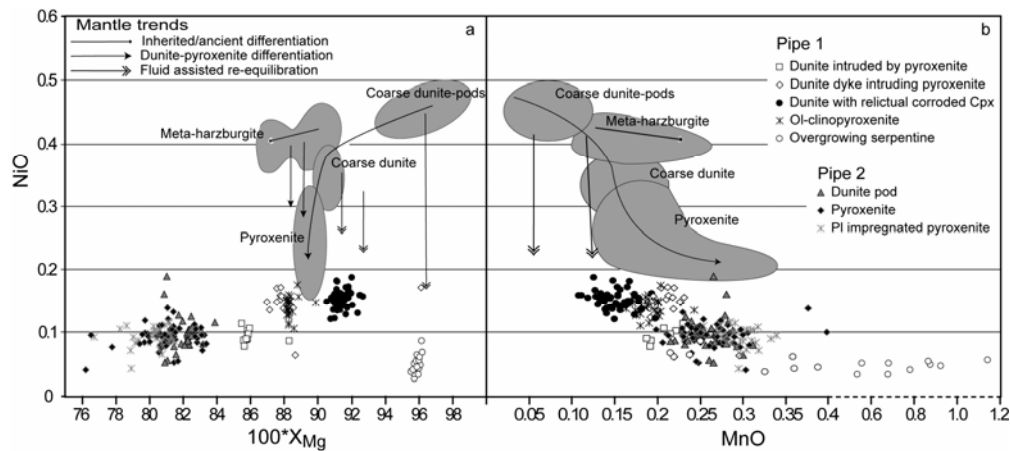 Mantle trends
Inherited/ancient differentiation
Dunite-pyroxenite differentiation
Fluid assisted re-equilibration
a
Coarse dunite-pods
Meta-harzburgite
Coarse dunite
Pyroxenite
NiO
0.6
0.5
0.4
0.3
0.2
0.1
0
76 78 80 82 84 86 88 90 92 94 96 98
100*XMg
b
Coarse dunite-pods
Meta-harzburgite
Coarse dunite
Pyroxenite
Pipe 1
Dunite intruded by pyroxenite
Dunite dyke intruding pyroxenite
Dunite with relictual corroded Cpx
Ol-clinopyroxenite
Overgrowing serpentine
Pipe 2
Dunite pod
Pyroxenite
Pl impregnated pyroxenite
0.05 0.1 0.15 0.2 0.25 0.3 0.4 0.6 0.8 1.0 1.2
MnO